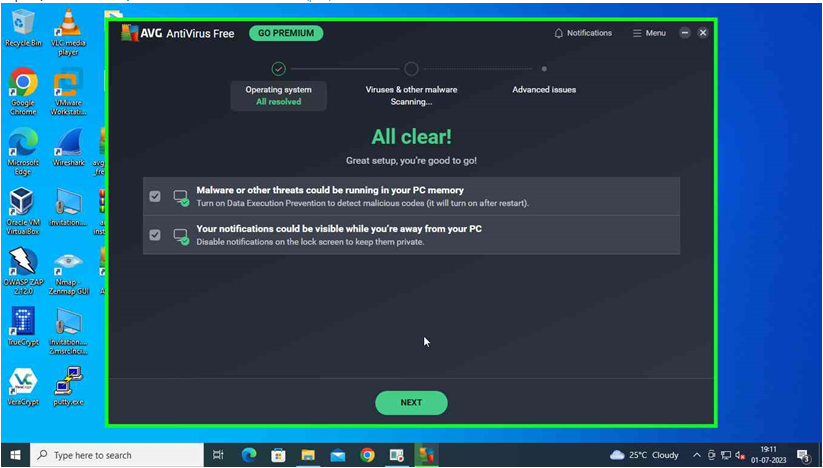 AVG AntiVirus Free
GO PREMIUM
Notifications
Menu
Operating system
All resolved
Viruses & other malware
Scanning...
Advanced issues
All clear!
Great setup, you're good to go!
Malware or other threats could be running in your PC memory
Turn on Data Execution Prevention to detect malicious codes (it will turn on after restart).
Your notifications could be visible while you're away from your PC
Disable notifications on the lock screen to keep them private.
NEXT
Recycle Bin
VLC media
player
Google
Chrome
VMware
Workstati...
Microsoft
Edge
Wireshark
Oracle VM
VirtualBox
Invitation....
OWASP ZAP
2.12.0
Nmap -
Zenmap GUI
TrueCrypt
Invitation....
VeraCrypt
putty.exe
Type here to search
25°C Cloudy
19:11
01-07-2023
3